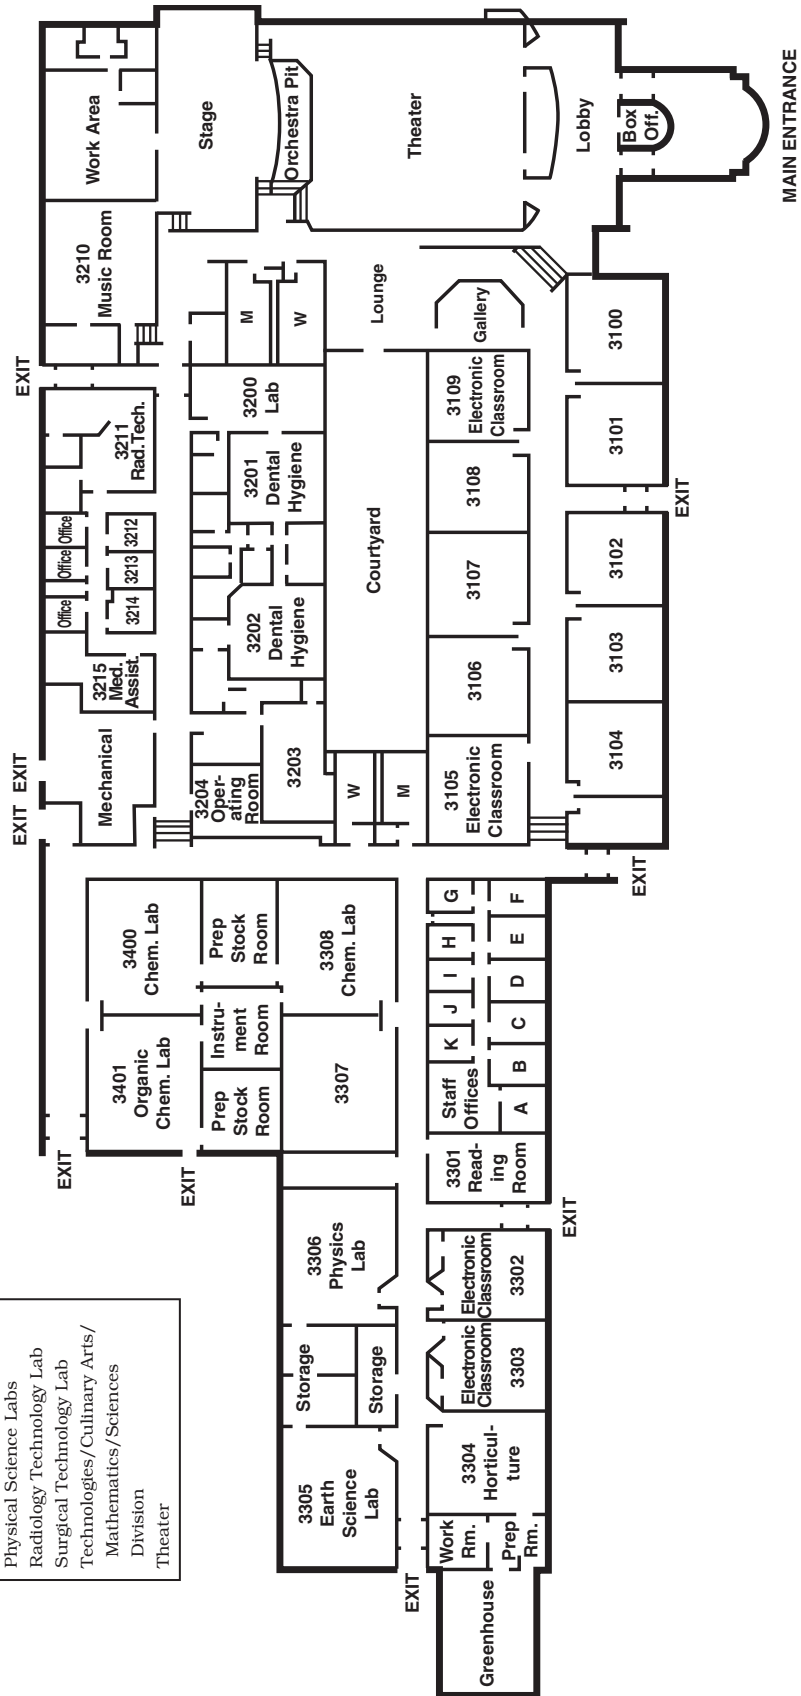 Physical Science Labs
Radiology Technology Lab
Surgical Technology Lab
Technologies/Culinary Arts/
Mathematics/Sciences
Division
Theater
EXIT
EXIT
3401
Organic
Chem. Lab
3400
Chem. Lab
Prep
Stock
Room
Instru-
ment
Room
Prep
Stock
Room
3307
3308
Chem. Lab
3305
Earth
Science
Lab
Storage
Storage
3306
Physics
Lab
EXIT
Greenhouse
Work
Rm.
Prep
Rm.
3304
Horticul-
ture
Electronic
Classroom
3303
Electronic
Classroom
3302
EXIT
3301
Read-
ing
Room
Staff
Offices
K
J
I
H
G
A
B
C
D
E
F
EXIT
EXIT
EXIT
Mechanical
3215
Med.
Assist.
Office
Office
Office
3214
3213
3212
3211
Rad.Tech.
EXIT
3210
Music Room
Work Area
Stage
Orchestra Pit
Theater
Lobby
Box
Off.
MAIN ENTRANCE
3204
Oper-
ating
Room
3203
3202
Dental
Hygiene
3201
Dental
Hygiene
3200
Lab
M
W
Lounge
Gallery
Courtyard
W
M
3105
Electronic
Classroom
3106
3107
3108
3109
Electronic
Classroom
3104
3103
3102
EXIT
3101
3100